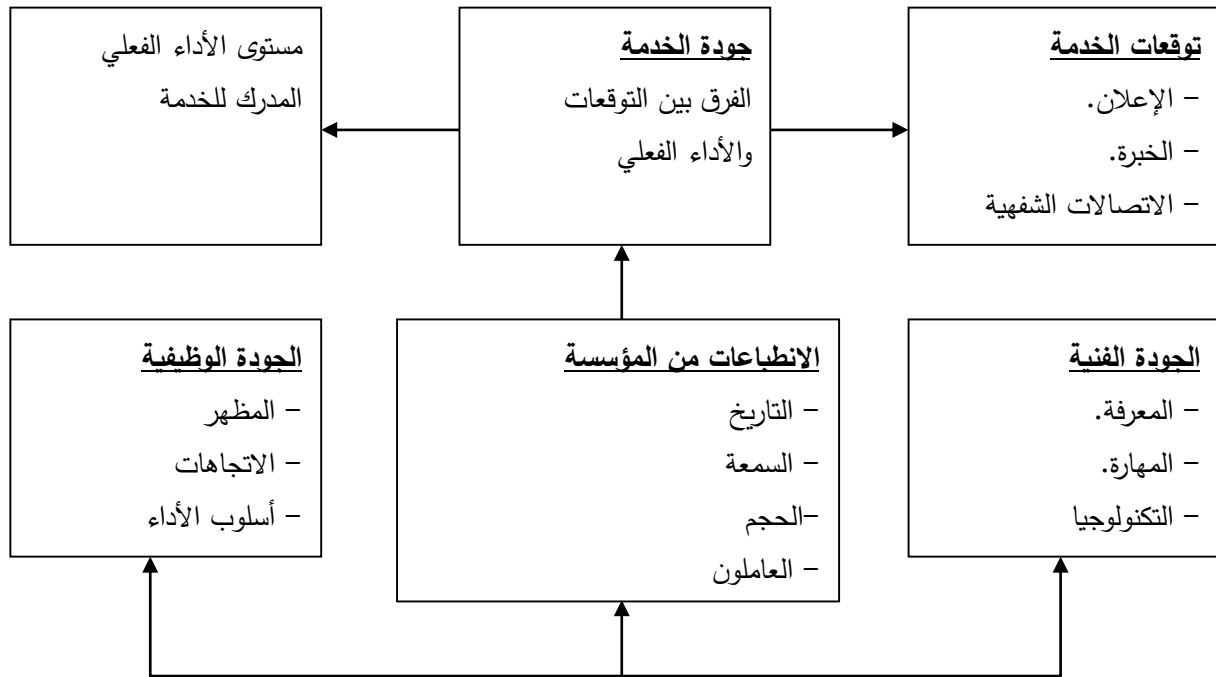 توقعات الخدمة
– الإعلان.
– الخبرة.
– الاتصالات الشفهية
جودة الخدمة
الفرق بين التوقعات
والأداء الفعلي
مستوى الأداء الفعلي
المدرك للخدمة
الجودة الفنية
– المعرفة.
– المهارة.
– التكنولوجيا
الانطباعات من المؤسسة
– التاريخ
– السمعة
–الحجم
– العاملون
الجودة الوظيفية
– المظهر
– الاتجاهات
– أسلوب الأداء